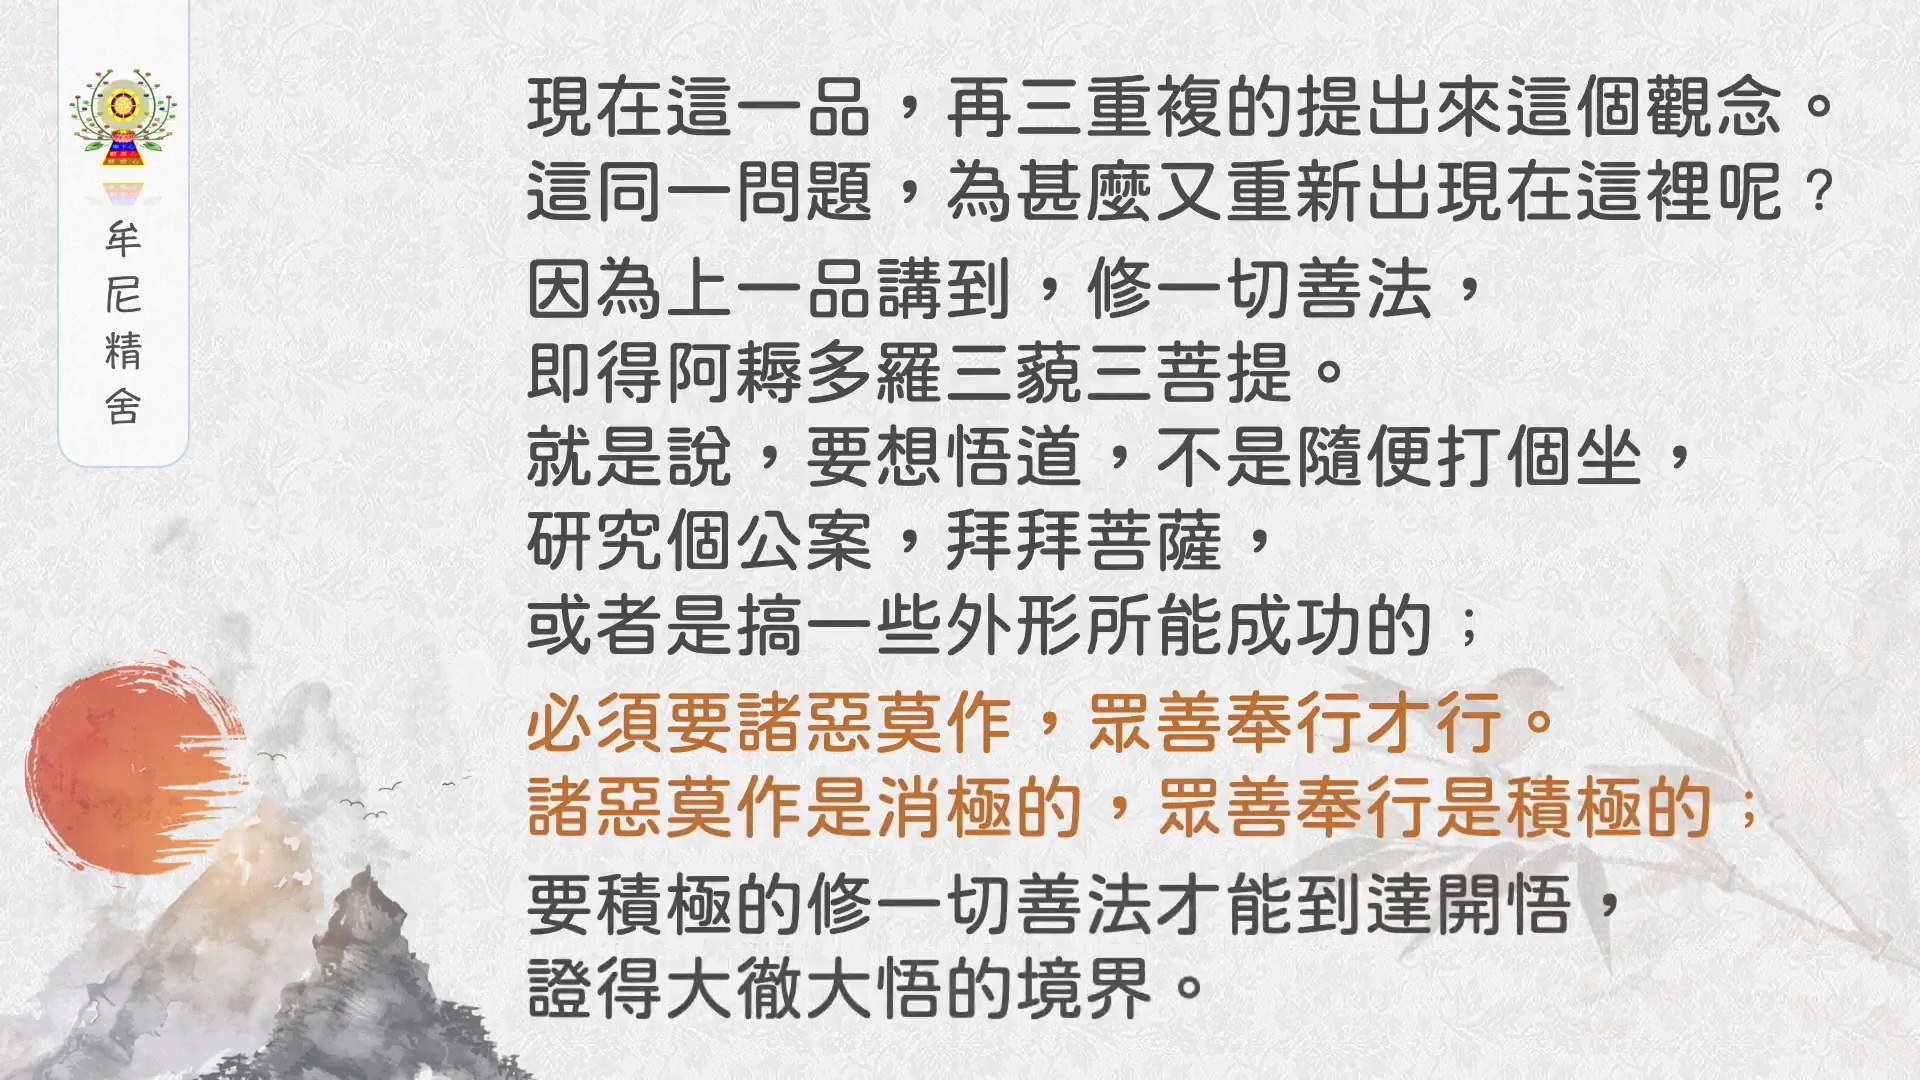 牟尼精舍
現在這一品，再三重複的提出來這個觀念。
這同一問題，為甚麼又重新出現在這裡呢？
因為上一品講到，修一切善法，
即得阿耨多羅三藐三菩提。
就是說，要想悟道，不是隨便打個坐，
研究個公案，拜拜菩薩，
或者是搞一些外形所能成功的；
必須要諸惡莫作，眾善奉行才行。
諸惡莫作是消極的，眾善奉行是積極的；
要積極的修一切善法才能到達開悟，
證得大徹大悟的境界。